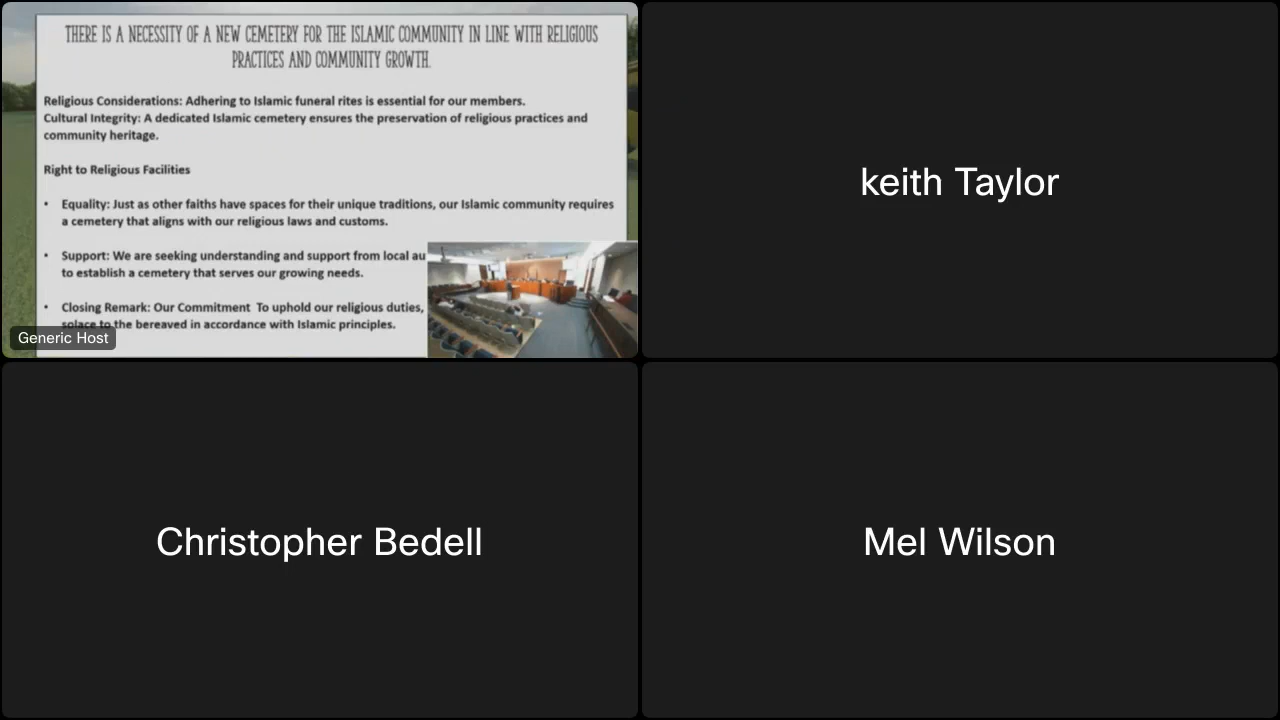 THERE IS A NECESSITY OF A NEW CEMETERY FOR THE ISLAMIC COMMUNITY IN LINE WITH RELIGIOUS
PRACTICES AND COMMUNITY GROWTH.
Religious Considerations: Adhering to Islamic funeral rites is essential for our members.
Cultural Integrity: A dedicated Islamic cemetery ensures the preservation of religious practices and
community heritage.
Right to Religious Facilities
• Equality: Just as other faiths have spaces for their unique traditions, our Islamic community requires
a cemetery that aligns with our religious laws and customs.
• Support: We are seeking understanding and support from local au
to establish a cemetery that serves our growing needs.
• Closing Remark: Our Commitment To uphold our religious duties,
solace to the bereaved in accordance with Islamic principles.
Generic Host
keith Taylor
Christopher Bedell
Mel Wilson